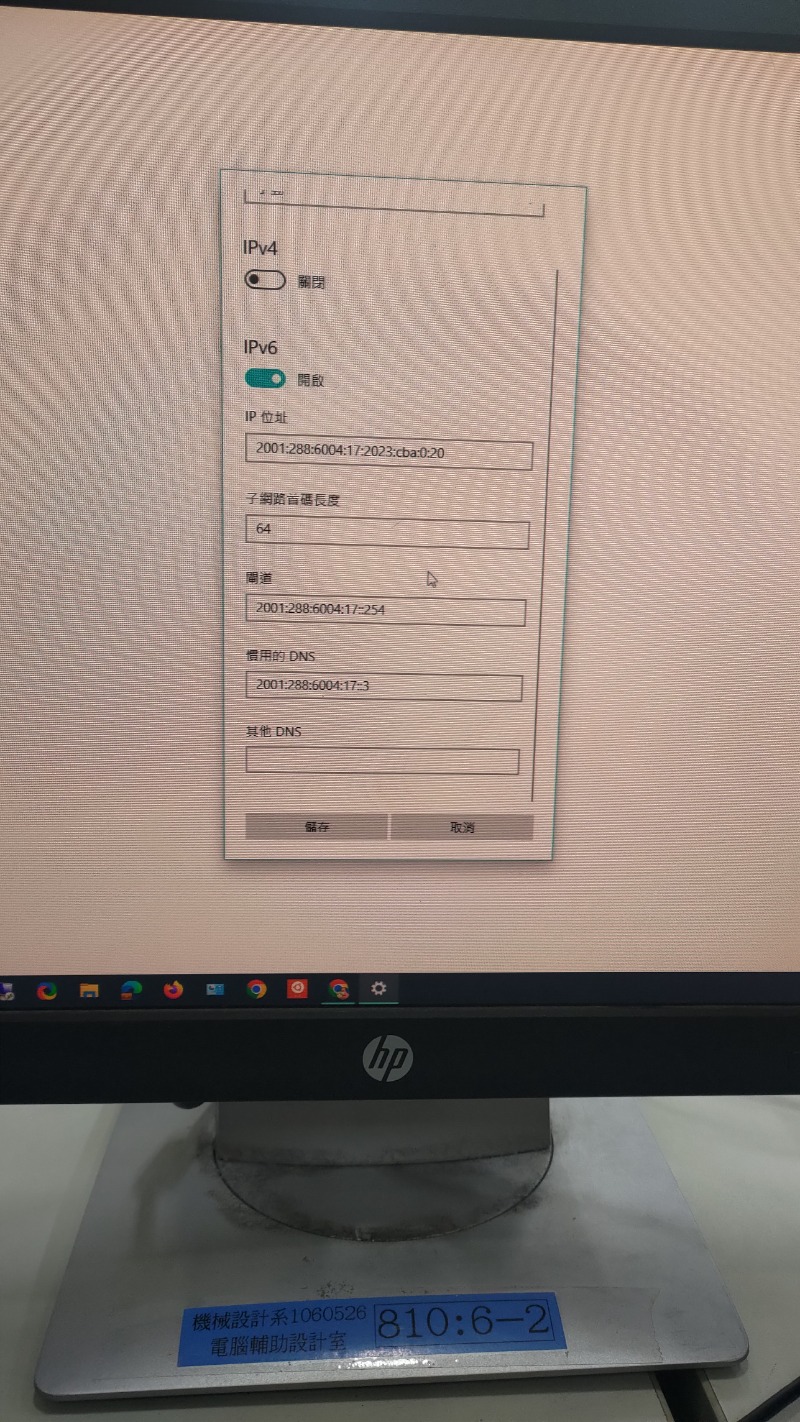 IPv4
關閉
IPv6
開啟
IP 位址
2001:288:6004:17:2023:cba:0:20
子網路首碼長度
64
閘道
2001:288:6004:17::254
慣用的 DNS
2001:288:6004:17::3
其他 DNS
儲存
取消
hp
機械設計系1060526
電腦輔助設計室
810:6-2